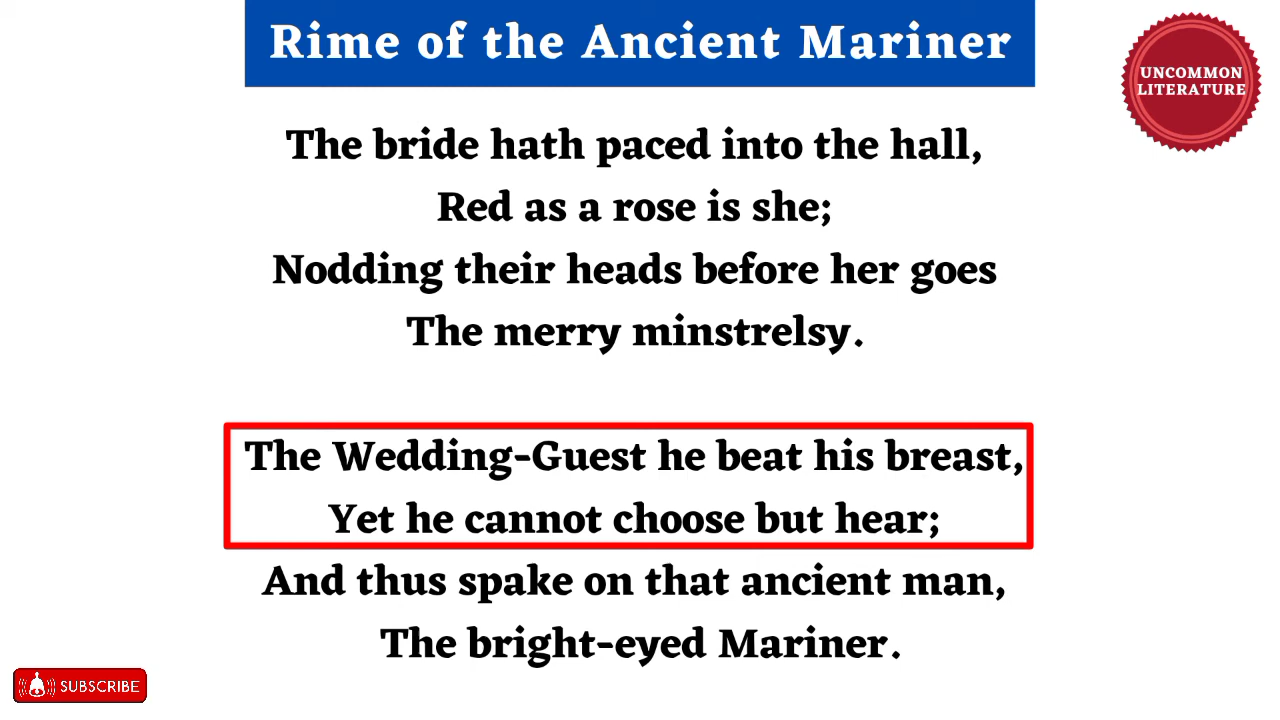 Rime of the Ancient Mariner
UNCOMMON
LITERATURE
The bride hath paced into the hall,
Red as a rose is she;
Nodding their heads before her goes
The merry minstrelsy.
The Wedding-Guest he beat his breast,
Yet he cannot choose but hear;
And thus spake on that ancient man,
The bright-eyed Mariner.
SUBSCRIBE